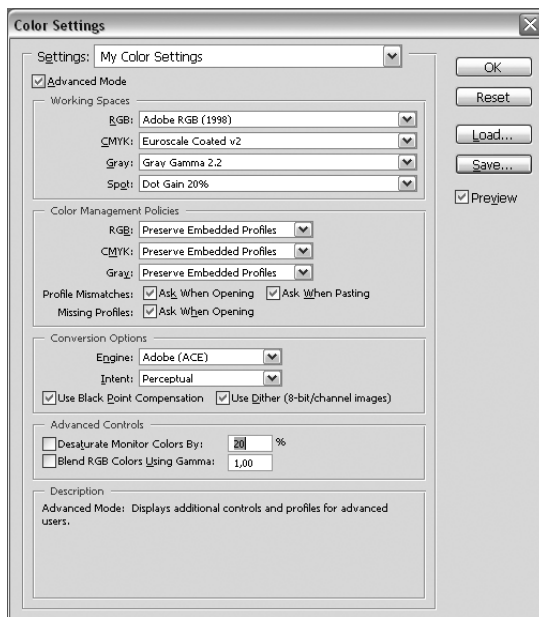 Color Settings
Settings: My Color Settings
OK
Advanced Mode
Reset
Working Spaces
RGB: Adobe RGB (1998)
Load...
CMYK: Euroscale Coated v2
Gray: Gray Gamma 2.2
Save...
Spot: Dot Gain 20%
Preview
Color Management Policies
RGB: Preserve Embedded Profiles
CMYK: Preserve Embedded Profiles
Gray: Preserve Embedded Profiles
Profile Mismatches: Ask When Opening Ask When Pasting
Missing Profiles: Ask When Opening
Conversion Options
Engine: Adobe (ACE)
Intent: Perceptual
Use Black Point Compensation Use Dither (8-bit/channel images)
Advanced Controls
Desaturate Monitor Colors By: 20 %
Blend RGB Colors Using Gamma: 1,00
Description
Advanced Mode: Displays additional controls and profiles for advanced
users.